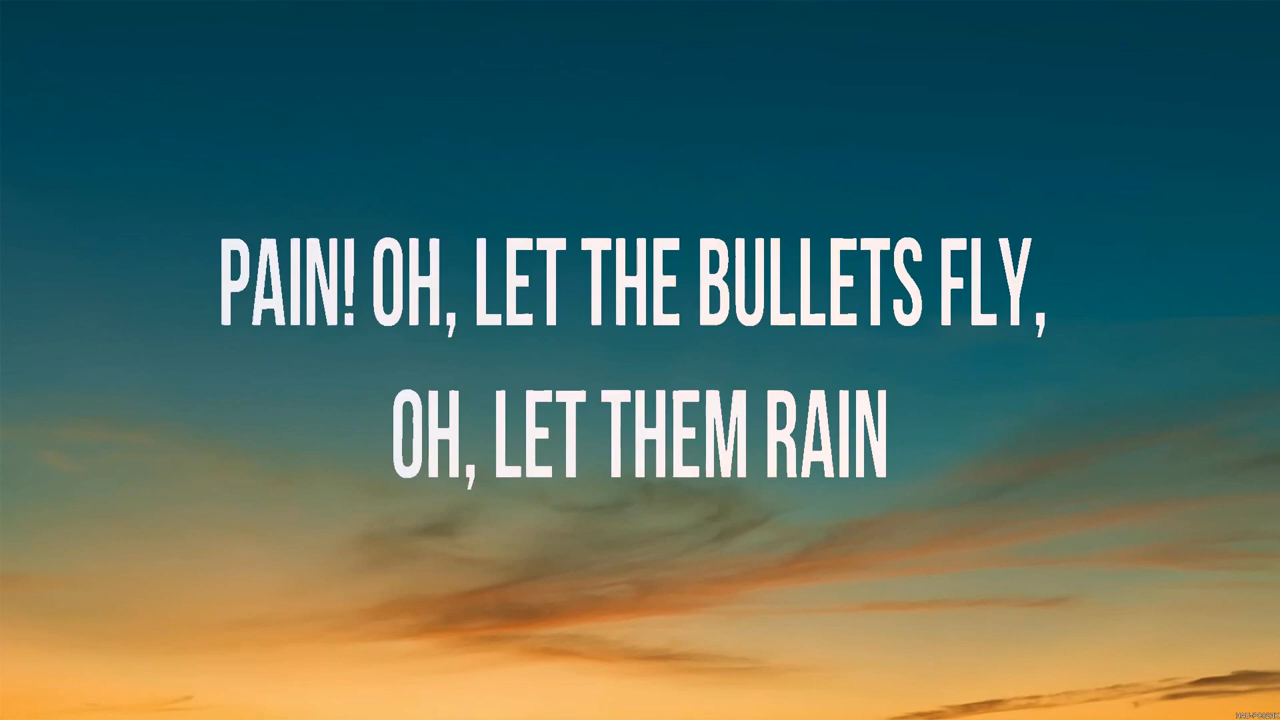 PAIN! OH, LET THE BULLETS FLY,
OH, LET THEM RAIN